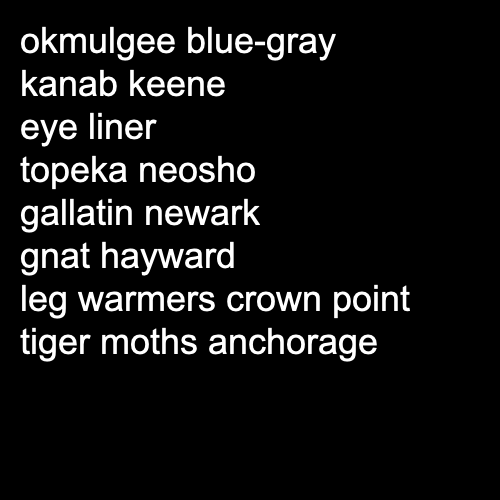 okmulgee blue-gray
kanab keene
eye liner
topeka neosho
gallatin newark
gnat hayward
leg warmers crown point
tiger moths anchorage